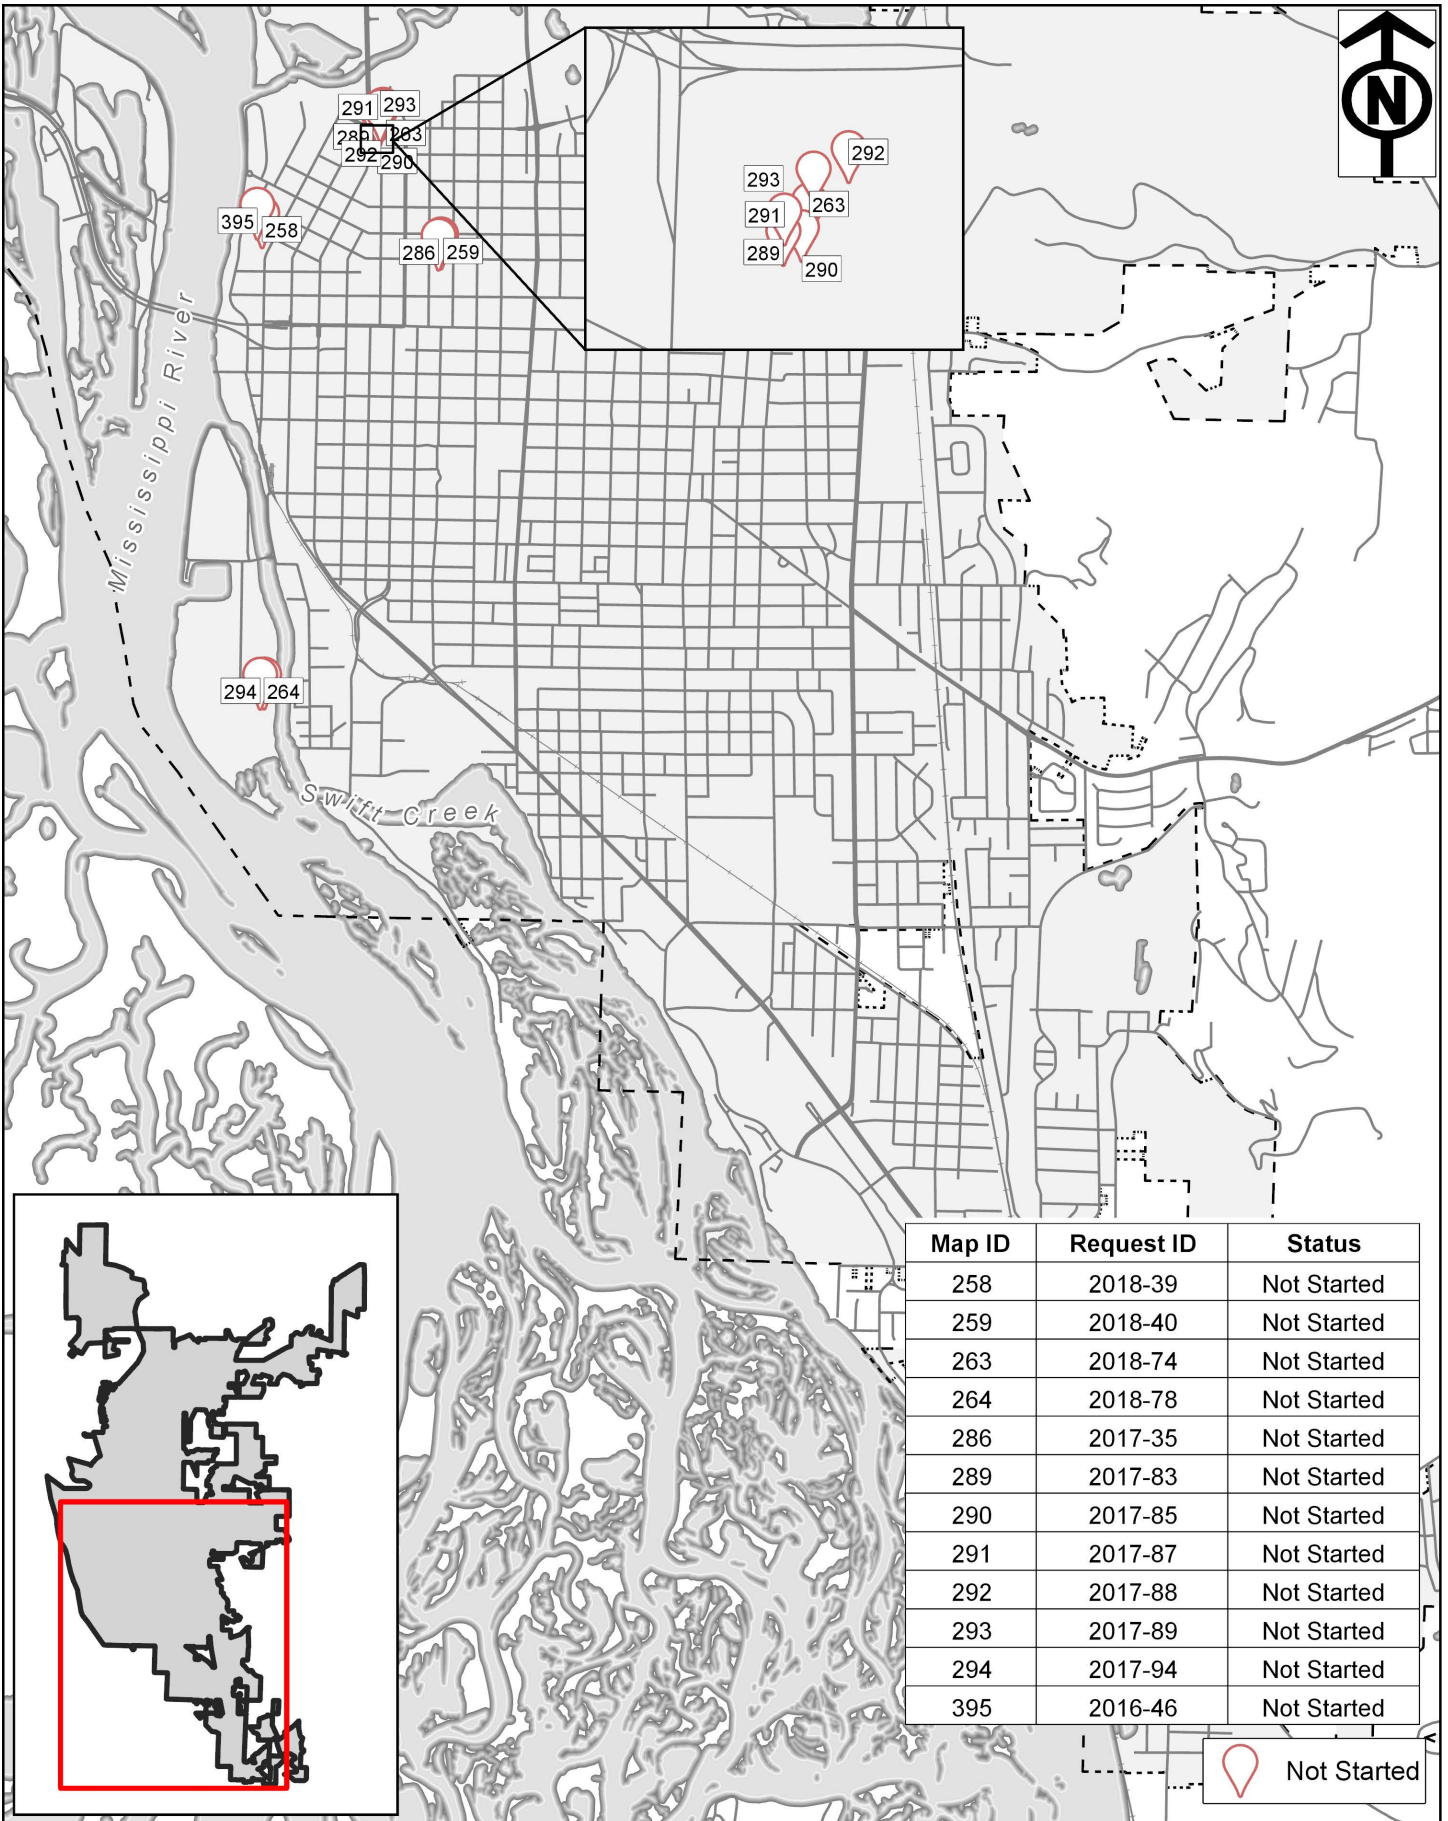 N
291 293
289 263
292 290
395 258
286 259
292
293
263
291
289
290
Mississippi River
294 264
Swift Creek
Map ID Request ID Status
258 2018-39 Not Started
259 2018-40 Not Started
263 2018-74 Not Started
264 2018-78 Not Started
286 2017-35 Not Started
289 2017-83 Not Started
290 2017-85 Not Started
291 2017-87 Not Started
292 2017-88 Not Started
293 2017-89 Not Started
294 2017-94 Not Started
395 2016-46 Not Started
Not Started